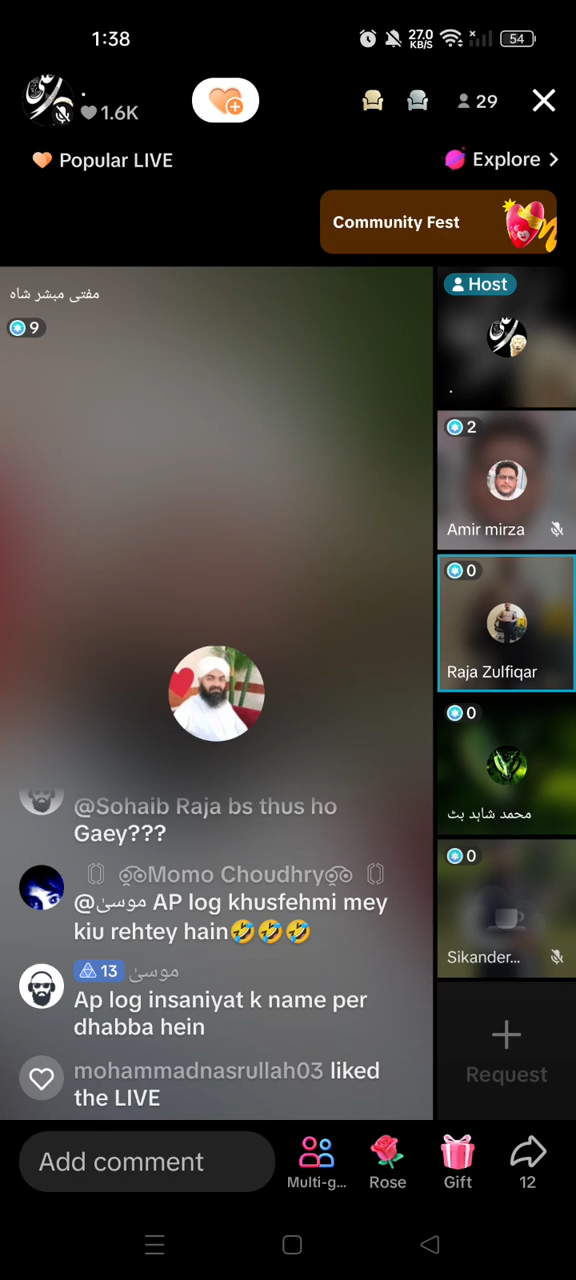 1:38
27.0
KB/S
54
.
1.6K
29
Popular LIVE
Explore
Community Fest
مفتی مبشر شاہ
9
Host
.
2
Amir mirza
0
Raja Zulfiqar
0
محمد شاہد بٹ
0
Sikander...
Request
@Sohaib Raja bs thus ho
Gaey???
Momo Choudhry
@موسیٰ AP log khusfehmi mey
kiu rehtey hain🤣🤣🤣
13 موسیٰ
Ap log insaniyat k name per
dhabba hein
mohammadnasrullah03 liked
the LIVE
Add comment
Multi-g...
Rose
Gift
12